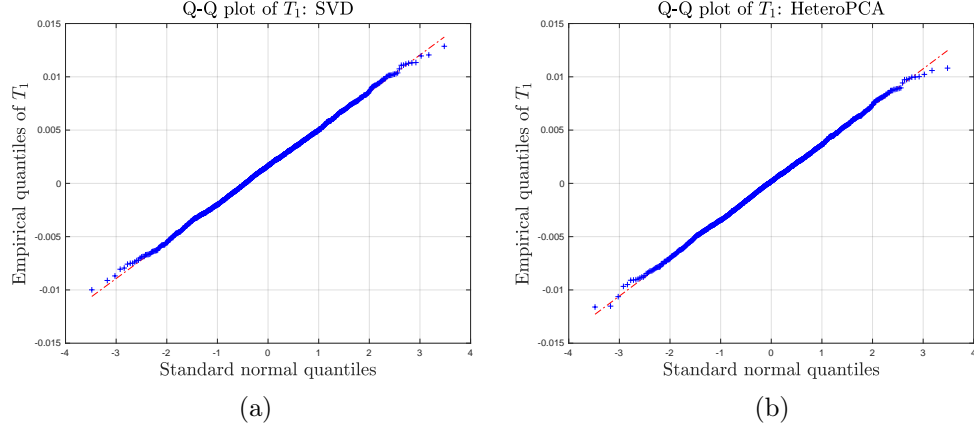 Q-Q plot of T₁: SVD
Empirical quantiles of T₁
0.015
0.01
0.005
0
-0.005
-0.01
-0.015
-4 -3 -2 -1 0 1 2 3 4
Standard normal quantiles
(a)
Q-Q plot of T₁: HeteroPCA
Empirical quantiles of T₁
0.015
0.01
0.005
0
-0.005
-0.01
-0.015
-4 -3 -2 -1 0 1 2 3 4
Standard normal quantiles
(b)